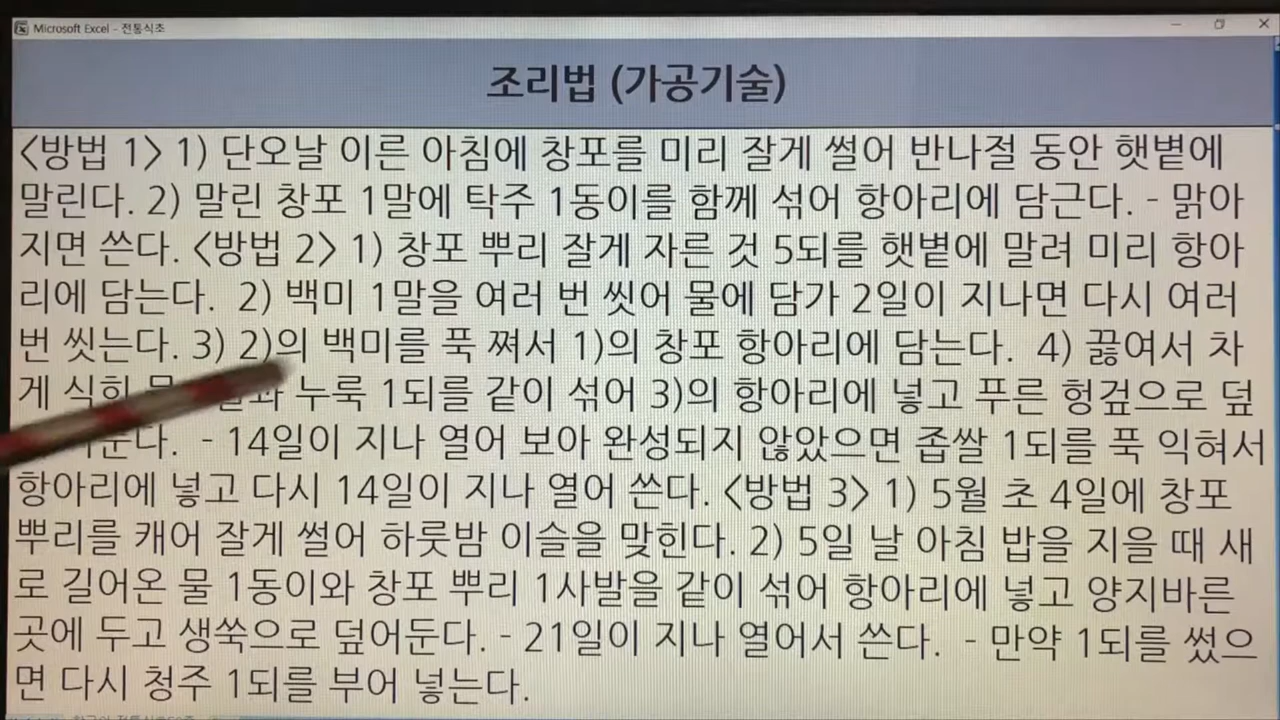 Microsoft Excel - 전통식초
조리법 (가공기술)
<방법 1> 1) 단오날 이른 아침에 창포를 미리 잘게 썰어 반나절 동안 햇볕에
말린다. 2) 말린 창포 1말에 탁주 1동이를 함께 섞어 항아리에 담근다. - 맑아
지면 쓴다. <방법 2> 1) 창포 뿌리 잘게 자른 것 5되를 햇볕에 말려 미리 항아
리에 담는다. 2) 백미 1말을 여러 번 씻어 물에 담가 2일이 지나면 다시 여러
번 씻는다. 3) 2)의 백미를 푹 쪄서 1)의 창포 항아리에 담는다. 4) 끓여서 차
게 식힌 누룩 1되를 같이 섞어 3)의 항아리에 넣고 푸른 헝겊으로 덮
둔다. - 14일이 지나 열어 보아 완성되지 않았으면 좁쌀 1되를 푹 익혀서
항아리에 넣고 다시 14일이 지나 열어 쓴다. <방법 3> 1) 5월 초 4일에 창포
뿌리를 캐어 잘게 썰어 하룻밤 이슬을 맞힌다. 2) 5일 날 아침 밥을 지을 때 새
로 길어온 물 1동이와 창포 뿌리 1사발을 같이 섞어 항아리에 넣고 양지바른
곳에 두고 생쑥으로 덮어둔다. - 21일이 지나 열어서 쓴다. - 만약 1되를 썼으
면 다시 청주 1되를 부어 넣는다.